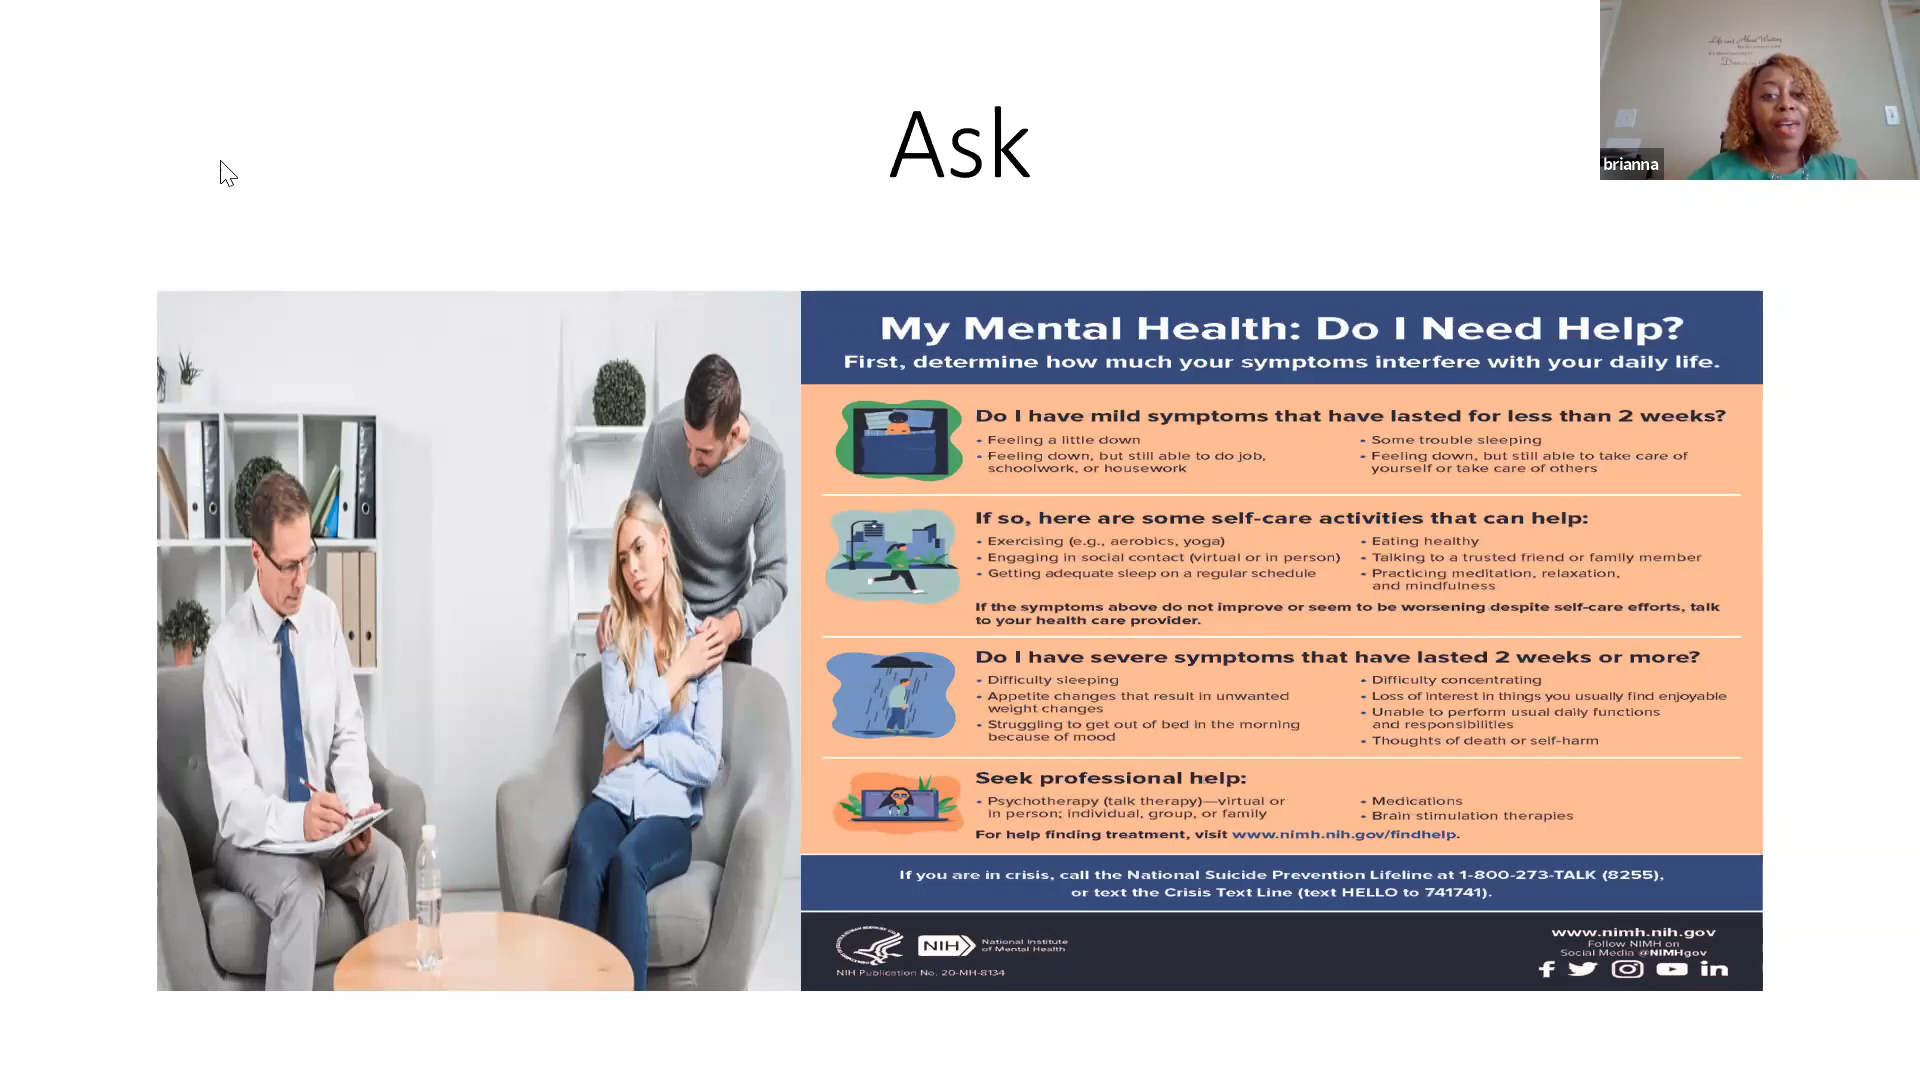 Ask
brianna
My Mental Health: Do I Need Help?
First, determine how much your symptoms interfere with your daily life.
Do I have mild symptoms that have lasted for less than 2 weeks?
• Feeling a little down
• Feeling down, but still able to do job,
schoolwork, or housework
• Some trouble sleeping
• Feeling down, but still able to take care of
yourself or take care of others
If so, here are some self-care activities that can help:
• Exercising (e.g., aerobics, yoga)
• Engaging in social contact (virtual or in person)
• Getting adequate sleep on a regular schedule
• Eating healthy
• Talking to a trusted friend or family member
• Practicing meditation, relaxation,
and mindfulness
If the symptoms above do not improve or seem to be worsening despite self-care efforts, talk
to your health care provider.
Do I have severe symptoms that have lasted 2 weeks or more?
• Difficulty sleeping
• Appetite changes that result in unwanted
weight changes
• Struggling to get out of bed in the morning
because of mood
• Difficulty concentrating
• Loss of interest in things you usually find enjoyable
• Unable to perform usual daily functions
and responsibilities
• Thoughts of death or self-harm
Seek professional help:
• Psychotherapy (talk therapy)—virtual or
in person; individual, group, or family
• Medications
• Brain stimulation therapies
For help finding treatment, visit www.nimh.nih.gov/findhelp.
If you are in crisis, call the National Suicide Prevention Lifeline at 1-800-273-TALK (8255),
or text the Crisis Text Line (text HELLO to 741741).
NIH
National Institute
of Mental Health
NIH Publication No. 20-MH-8134
www.nimh.nih.gov
Follow NIMH on
Social Media @NIMHgov